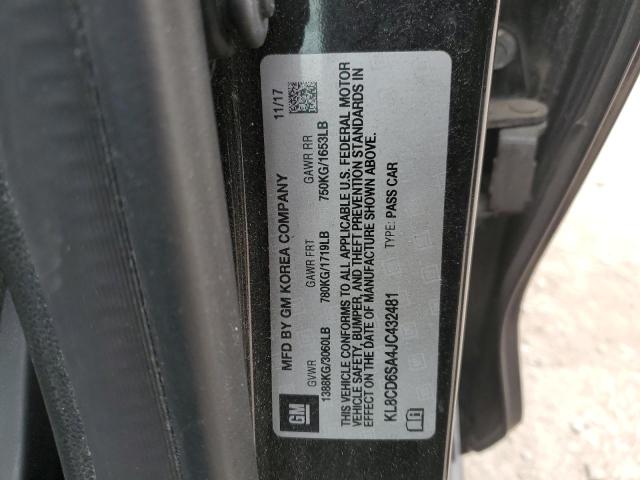 MFD BY GM KOREA COMPANY 11/17
GM
GVWR GAWR FRT GAWR RR
1388KG/3060LB 780KG/1719LB 750KG/1653LB
THIS VEHICLE CONFORMS TO ALL APPLICABLE U.S. FEDERAL MOTOR
VEHICLE SAFETY, BUMPER, AND THEFT PREVENTION STANDARDS IN
EFFECT ON THE DATE OF MANUFACTURE SHOWN ABOVE.
KL8CD6SA4JC432481 TYPE: PASS CAR